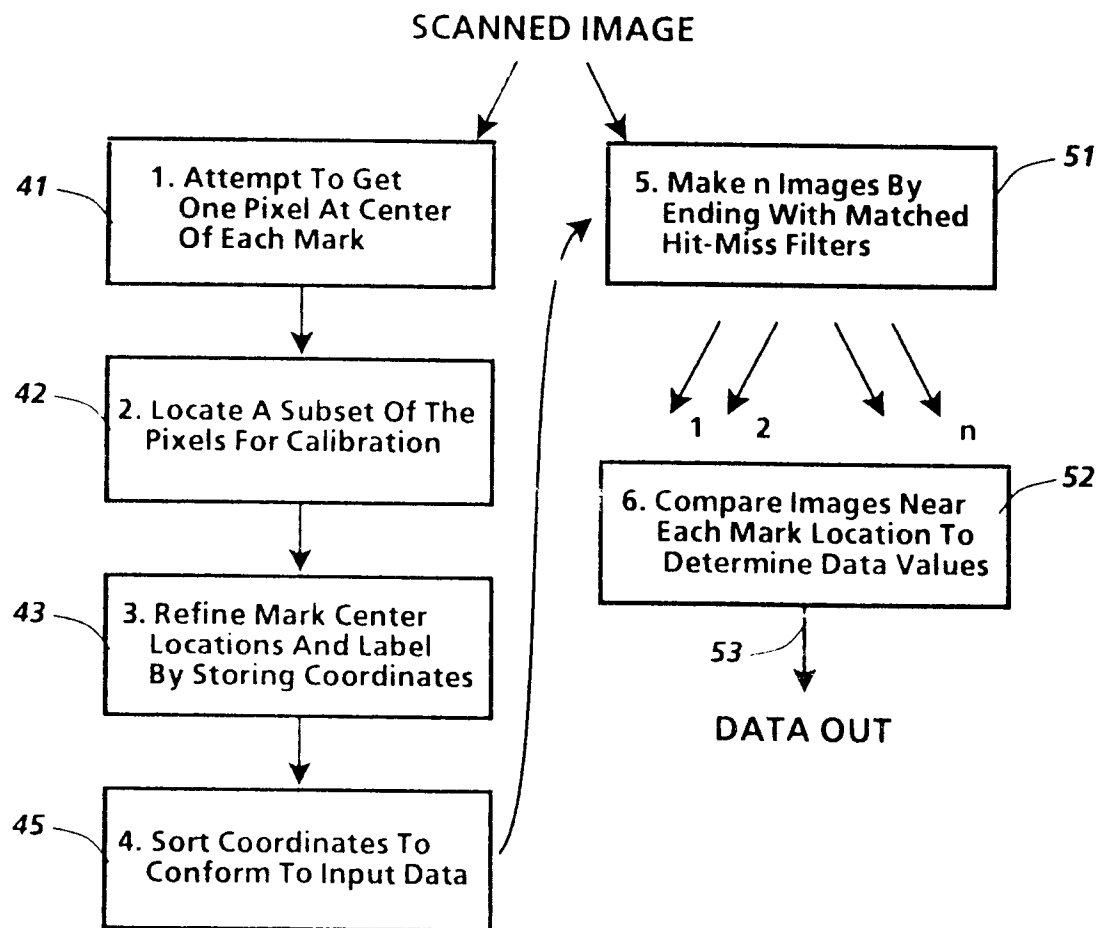 SCANNED IMAGE
41
1. Attempt To Get
One Pixel At Center
Of Each Mark
42
2. Locate A Subset Of The
Pixels For Calibration
43
3. Refine Mark Center
Locations And Label
By Storing Coordinates
45
4. Sort Coordinates To
Conform To Input Data
51
5. Make n Images By
Ending With Matched
Hit-Miss Filters
1 2 n
52
6. Compare Images Near
Each Mark Location To
Determine Data Values
53
DATA OUT